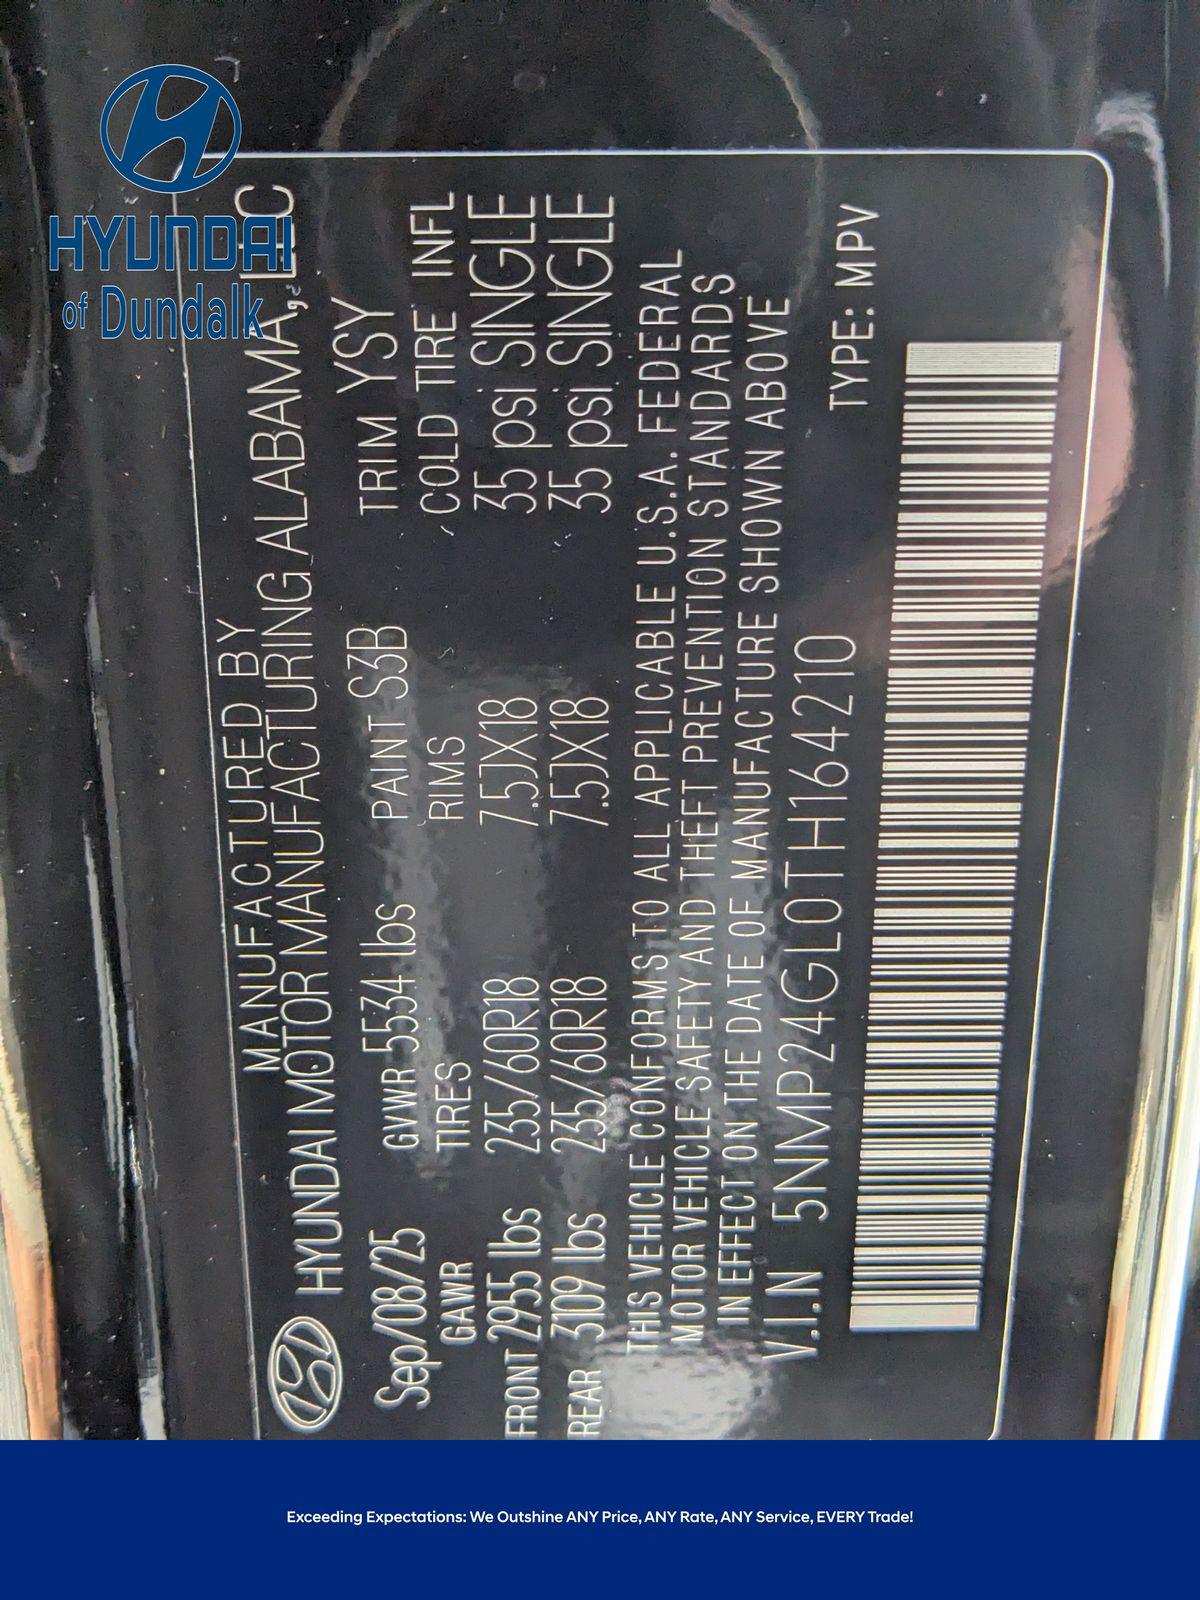 HYUNDAI
of Dundalk
MANUFACTURED BY
HYUNDAI MOTOR MANUFACTURING ALABAMA, LLC
Sep/08/25 GVWR 5534 lbs PAINT S3B TRIM YSY
GAWR TIRES RIMS COLD TIRE INFL
FRONT 2955 lbs 235/60R18 7.5JX18 35 psi SINGLE
REAR 3109 lbs 235/60R18 7.5JX18 35 psi SINGLE
THIS VEHICLE CONFORMS TO ALL APPLICABLE U.S.A. FEDERAL
MOTOR VEHICLE SAFETY AND THEFT PREVENTION STANDARDS
IN EFFECT ON THE DATE OF MANUFACTURE SHOWN ABOVE
V.I.N 5NMP24GL0TH164210 TYPE: MPV
Exceeding Expectations: We Outshine ANY Price, ANY Rate, ANY Service, EVERY Trade!